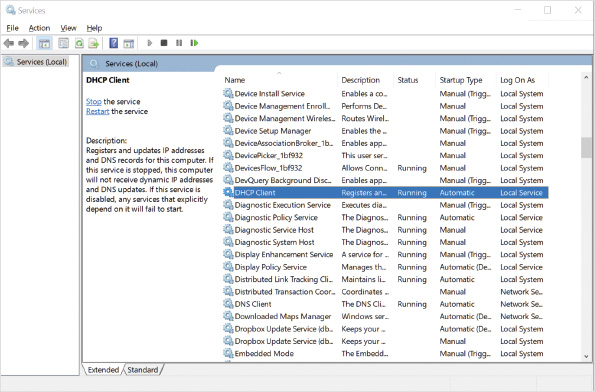 Services
File Action View Help
Services (Local)
Services (Local)
DHCP Client
Stop the service
Restart the service
Description:
Registers and updates IP addresses
and DNS records for this computer. If
this service is stopped, this computer
will not receive dynamic IP addresses
and DNS updates. If this service is
disabled, any services that explicitly
depend on it will fail to start.
Name Description Status Startup Type Log On As
Device Install Service Enables a co... Manual (Trigg... Local System
Device Management Enroll... Performs De... Manual Local System
Device Management Wireles... Routes Wirel... Manual (Trigg... Local System
Device Setup Manager Enables the ... Manual (Trigg... Local System
DeviceAssociationBroker_1b... Enables app... Manual Local System
DevicePicker_1bf932 This user ser... Manual Local System
DevicesFlow_1bf932 Allows Conn... Running Manual Local System
DevQuery Background Disc... Enables app... Manual (Trigg... Local System
DHCP Client Registers an... Running Automatic Local Service
Diagnostic Execution Service Executes dia... Manual (Trigg... Local System
Diagnostic Policy Service The Diagnos... Running Automatic Local Service
Diagnostic Service Host The Diagnos... Running Manual Local Service
Diagnostic System Host The Diagnos... Running Manual Local System
Display Enhancement Service A service for ... Running Manual (Trigg... Local System
Display Policy Service Manages th... Running Automatic (De... Local Service
Distributed Link Tracking Cli... Maintains li... Running Automatic Local System
Distributed Transaction Coor... Coordinates ... Manual Network Se...
DNS Client The DNS Cli... Running Automatic (Trigg... Network Se...
Downloaded Maps Manager Windows ser... Automatic (De... Network Se...
Dropbox Update Service (db... Keeps your ... Automatic (De... Local System
Dropbox Update Service (db... Keeps your ... Manual Local System
Embedded Mode The Embedd... Manual (Trigg... Local System
Extended Standard